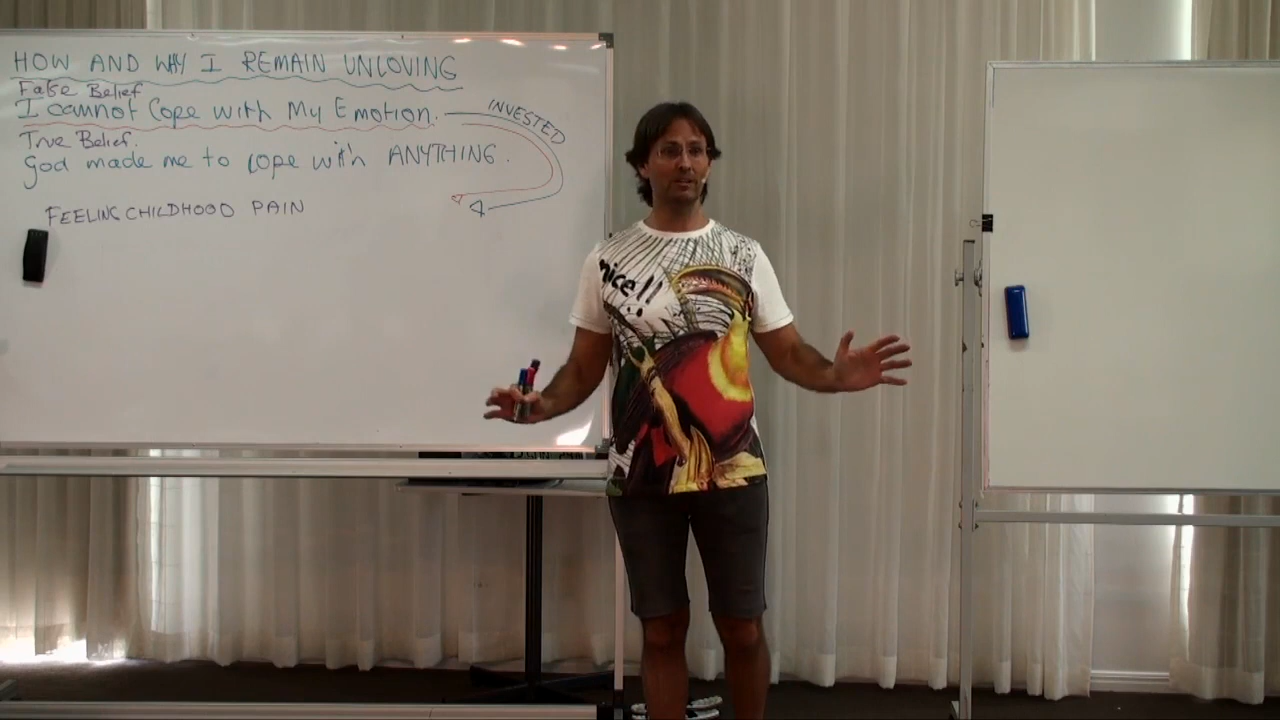 HOW AND WHY I REMAIN UNLOVING
False Belief
I cannot Cope with My Emotion.
INVESTED
True Belief.
God made me to cope with ANYTHING.
FEELING CHILDHOOD PAIN
nice!!